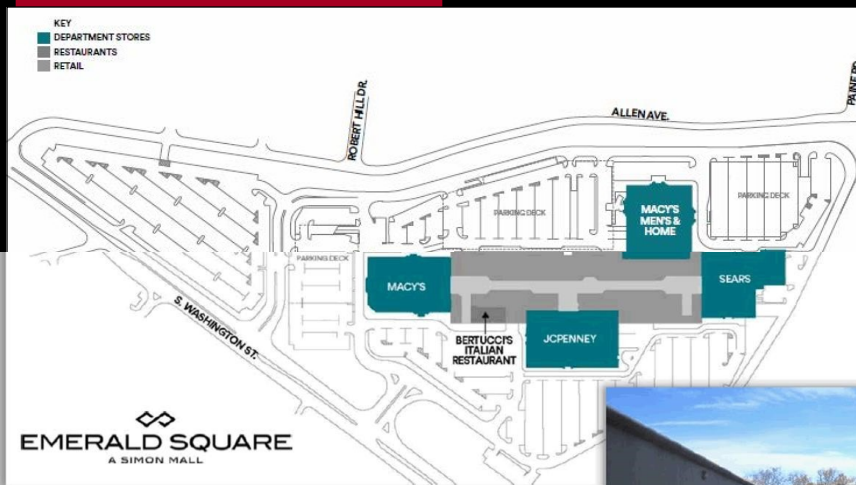 KEY
DEPARTMENT STORES
RESTAURANTS
RETAIL
ROBERT HILL DR.
ALLEN AVE.
PARKING DECK
MACY'S
MEN'S &
HOME
PARKING DECK
PARKING DECK
MACY'S
SEARS
S. WASHINGTON ST.
BERTUCCI'S
ITALIAN
RESTAURANT
JCPENNEY
EMERALD SQUARE
A SIMON MALL